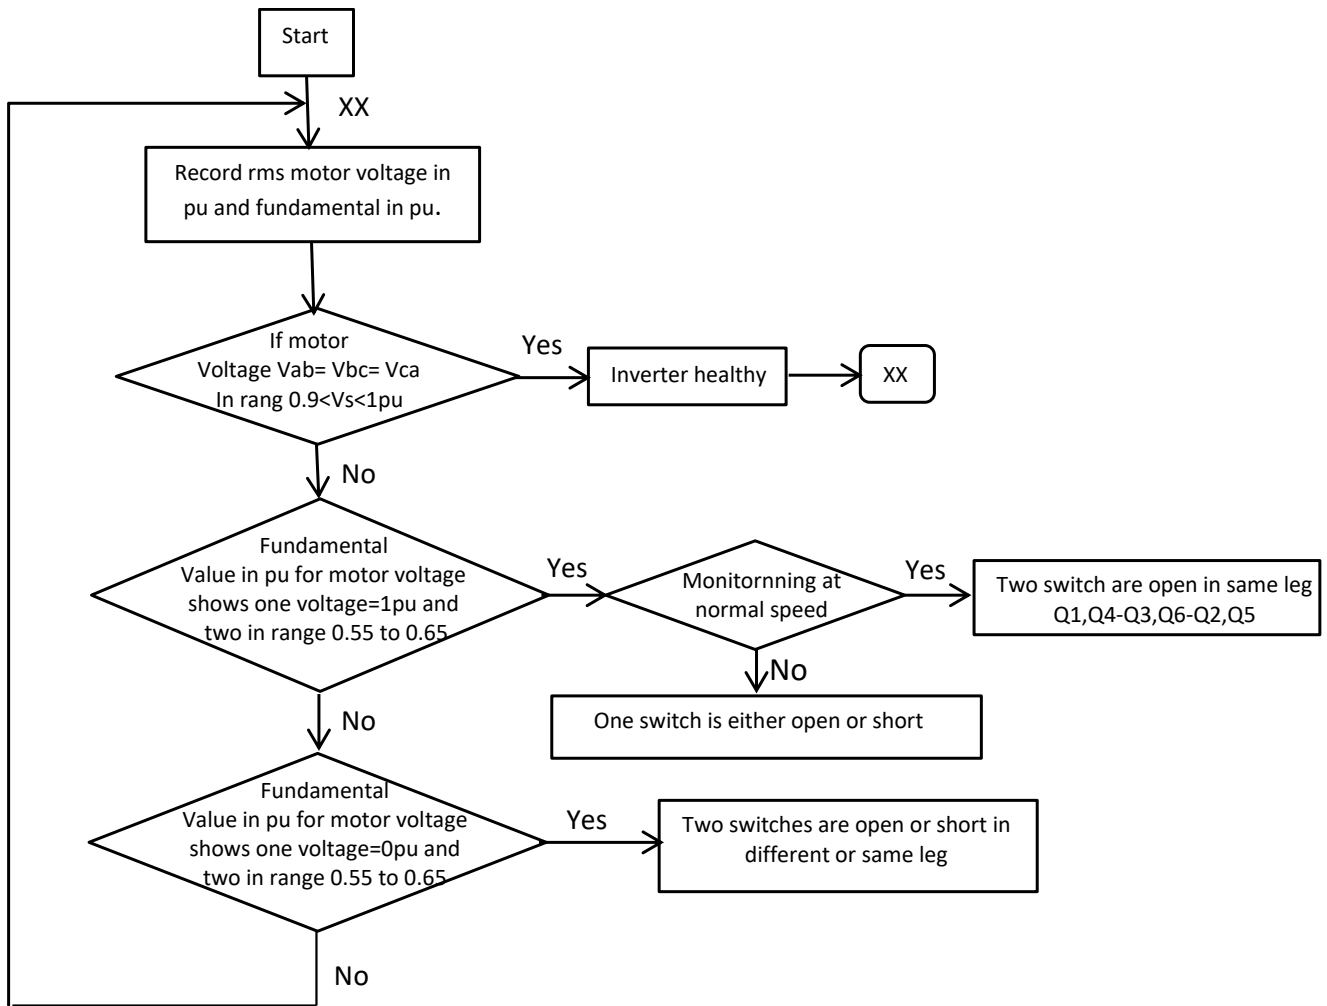 Start
XX
Record rms motor voltage in
pu and fundamental in pu.
If motor
Voltage Vab= Vbc= Vca
In rang 0.9<Vs<1pu
Yes
Inverter healthy
XX
No
Fundamental
Value in pu for motor voltage
shows one voltage=1pu and
two in range 0.55 to 0.65
Yes
Monitornning at
normal speed
Yes
Two switch are open in same leg
Q1,Q4-Q3,Q6-Q2,Q5
No
One switch is either open or short
No
Fundamental
Value in pu for motor voltage
shows one voltage=0pu and
two in range 0.55 to 0.65
Yes
Two switches are open or short in
different or same leg
No